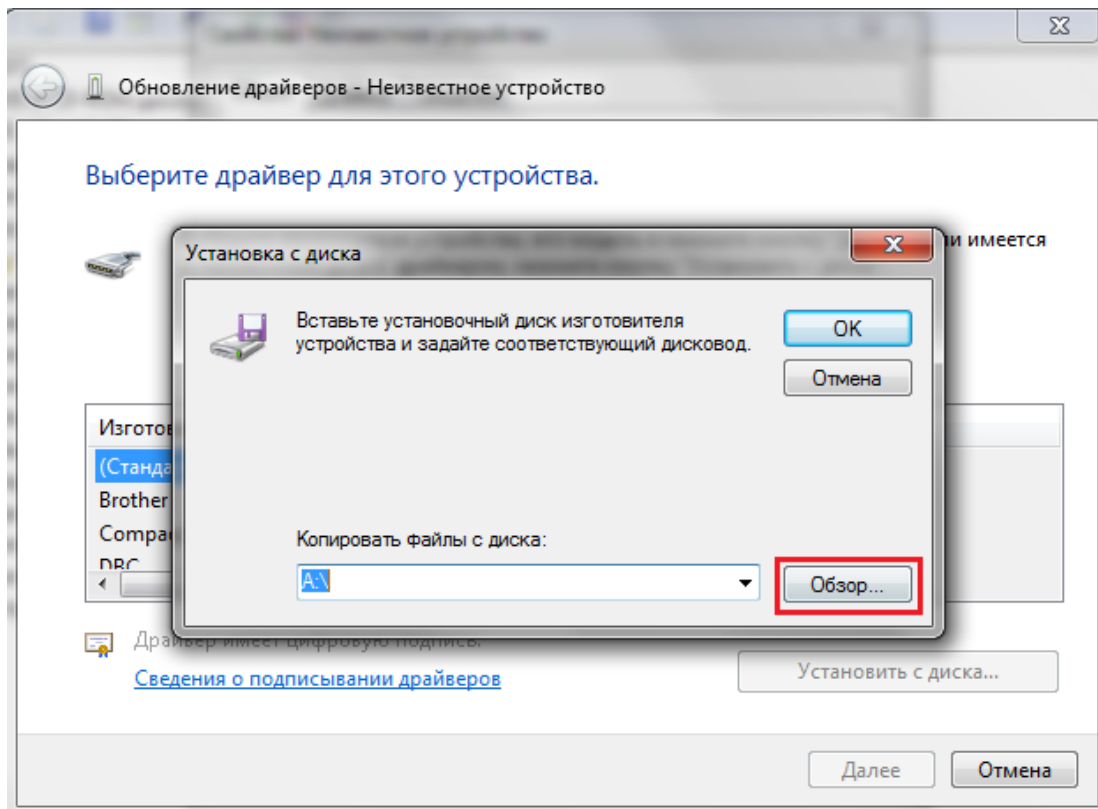 Обновление драйверов - Неизвестное устройство
Выберите драйвер для этого устройства.
ли имеется
Установка с диска
Вставьте установочный диск изготовителя
устройства и задайте соответствующий дисковод.
OK
Отмена
Изготов
(Станда
Brother
Compa
DBC
Копировать файлы с диска:
A:\
Обзор...
Драйвер имеет цифровую подпись.
Сведения о подписывании драйверов
Установить с диска...
Далее
Отмена